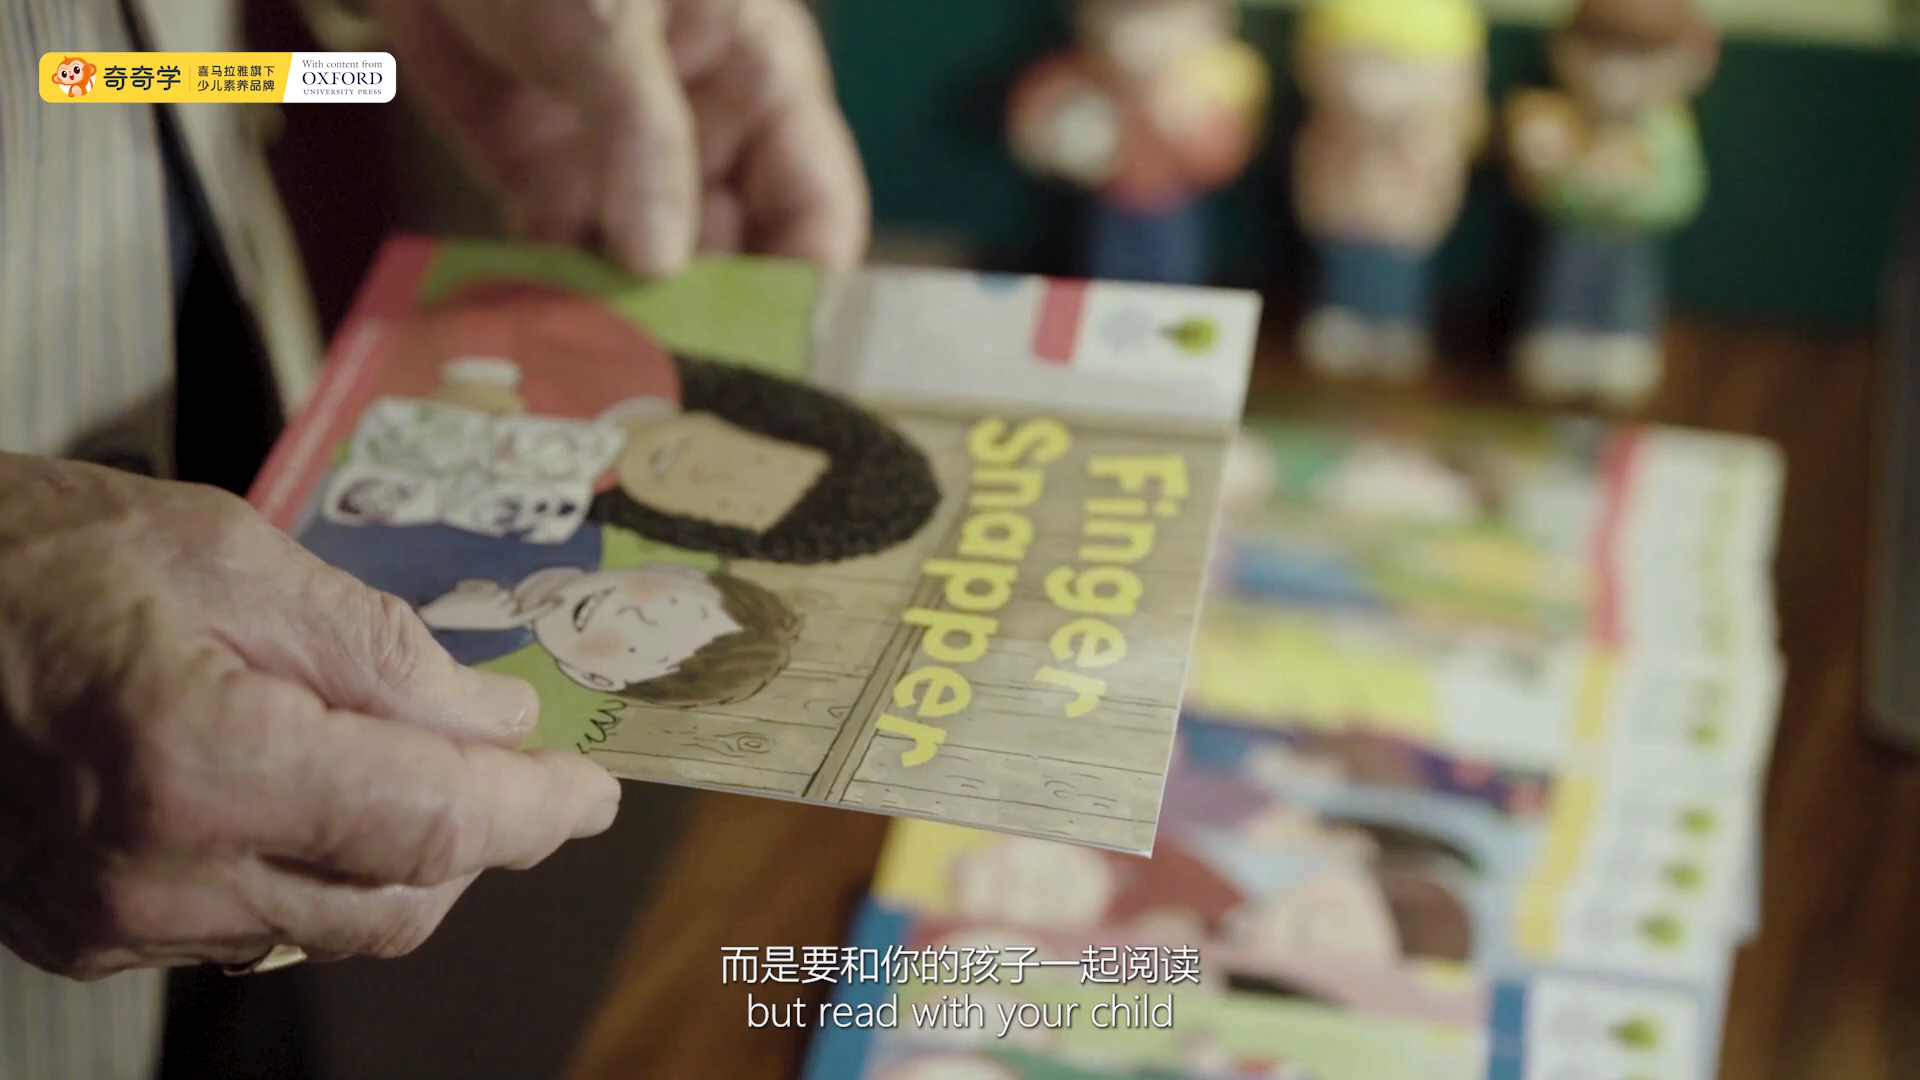 奇奇学
喜马拉雅旗下
少儿素养品牌
With content from
OXFORD
UNIVERSITY PRESS
Finger
Snapper
而是要和你的孩子一起阅读
but read with your child